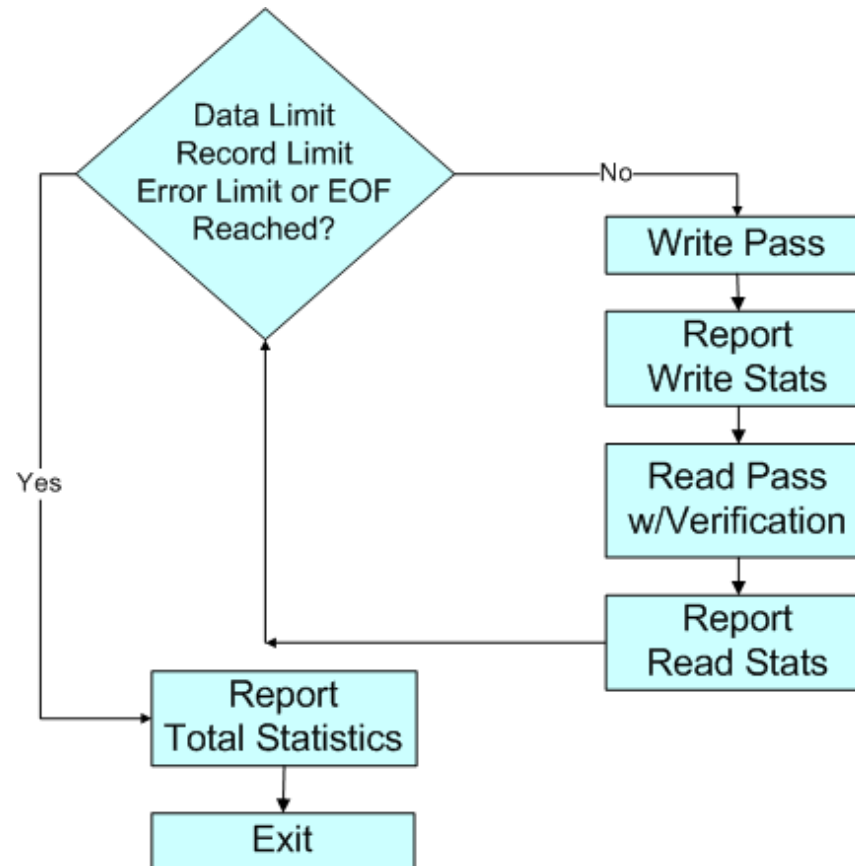 Data Limit
Record Limit
Error Limit or EOF
Reached?
No
Write Pass
Report
Write Stats
Read Pass
w/Verification
Report
Read Stats
Yes
Report
Total Statistics
Exit